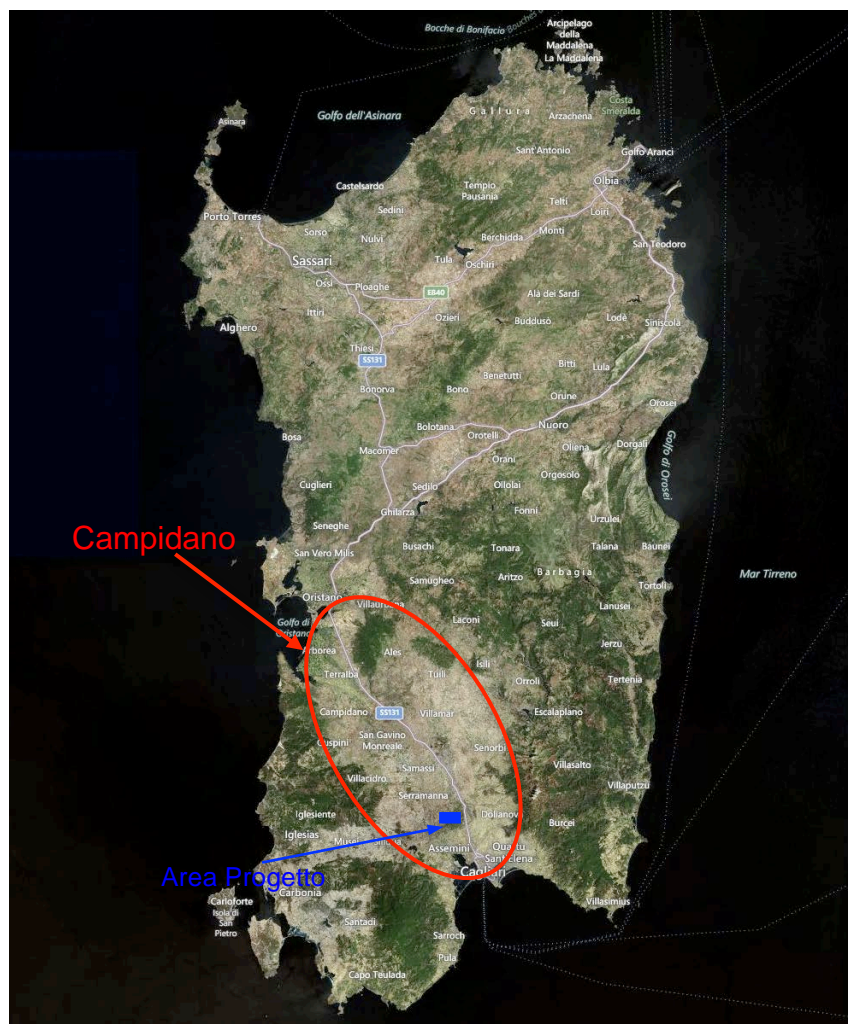 Bocche di Bonifacio
Arcipelago
della
Maddalena
La Maddalena
Costa
Smeralda
Gallura
Arzachena
Golfo dell'Asinara
Asinara
Sant'Antonio
Golfo Aranci
Olbia
Castelsardo
Tempio
Pausania
Telti
Loiri
Porto Torres
Sedini
Sorso
Nulvi
Berchidda
Monti
San Teodoro
Sassari
Tula
Oschiri
Ossi
Ploaghe
E840
Alà dei Sardi
Ittiri
Ozieri
Buddusò
Lodè
Siniscola
Alghero
Thiesi
SS131
Bitti
Lula
Benetutti
Bonorva
Bono
Orune
Orosei
Bolotana
Orotelli
Nuoro
Bosa
Macomer
Oliena
Dorgali
Golfo di Orosei
Orani
Cuglieri
Sedilo
Ollolai
Orgosolo
Ghilarza
Fonni
Seneghe
Urzulei
Campidano
San Vero Milis
Busachi
Tonara
Talana
Baunei
Samugheo
Aritzo
Barbagia
Mar Tirreno
Tortolì
Oristano
Lanusei
Golfo di
Oristano
Laconi
Seui
Jerzu
Arborea
Ales
Isili
Terralba
Tuili
Orroli
Tertenia
Campidano
SS131
Villamar
Escalaplano
San Gavino
Monreale
Guspini
Senorbì
Samassi
Villasalto
Villacidro
Villaputzu
Serramanna
Iglesiente
Dolianova
Burcei
Iglesias
Musei
Assemini
Quartu
Sant'Elena
Cagliari
Area Progetto
Carbonia
Carloforte
Isola di
San
Pietro
Villasimius
Santadi
Sarroch
Pula
Capo Teulada